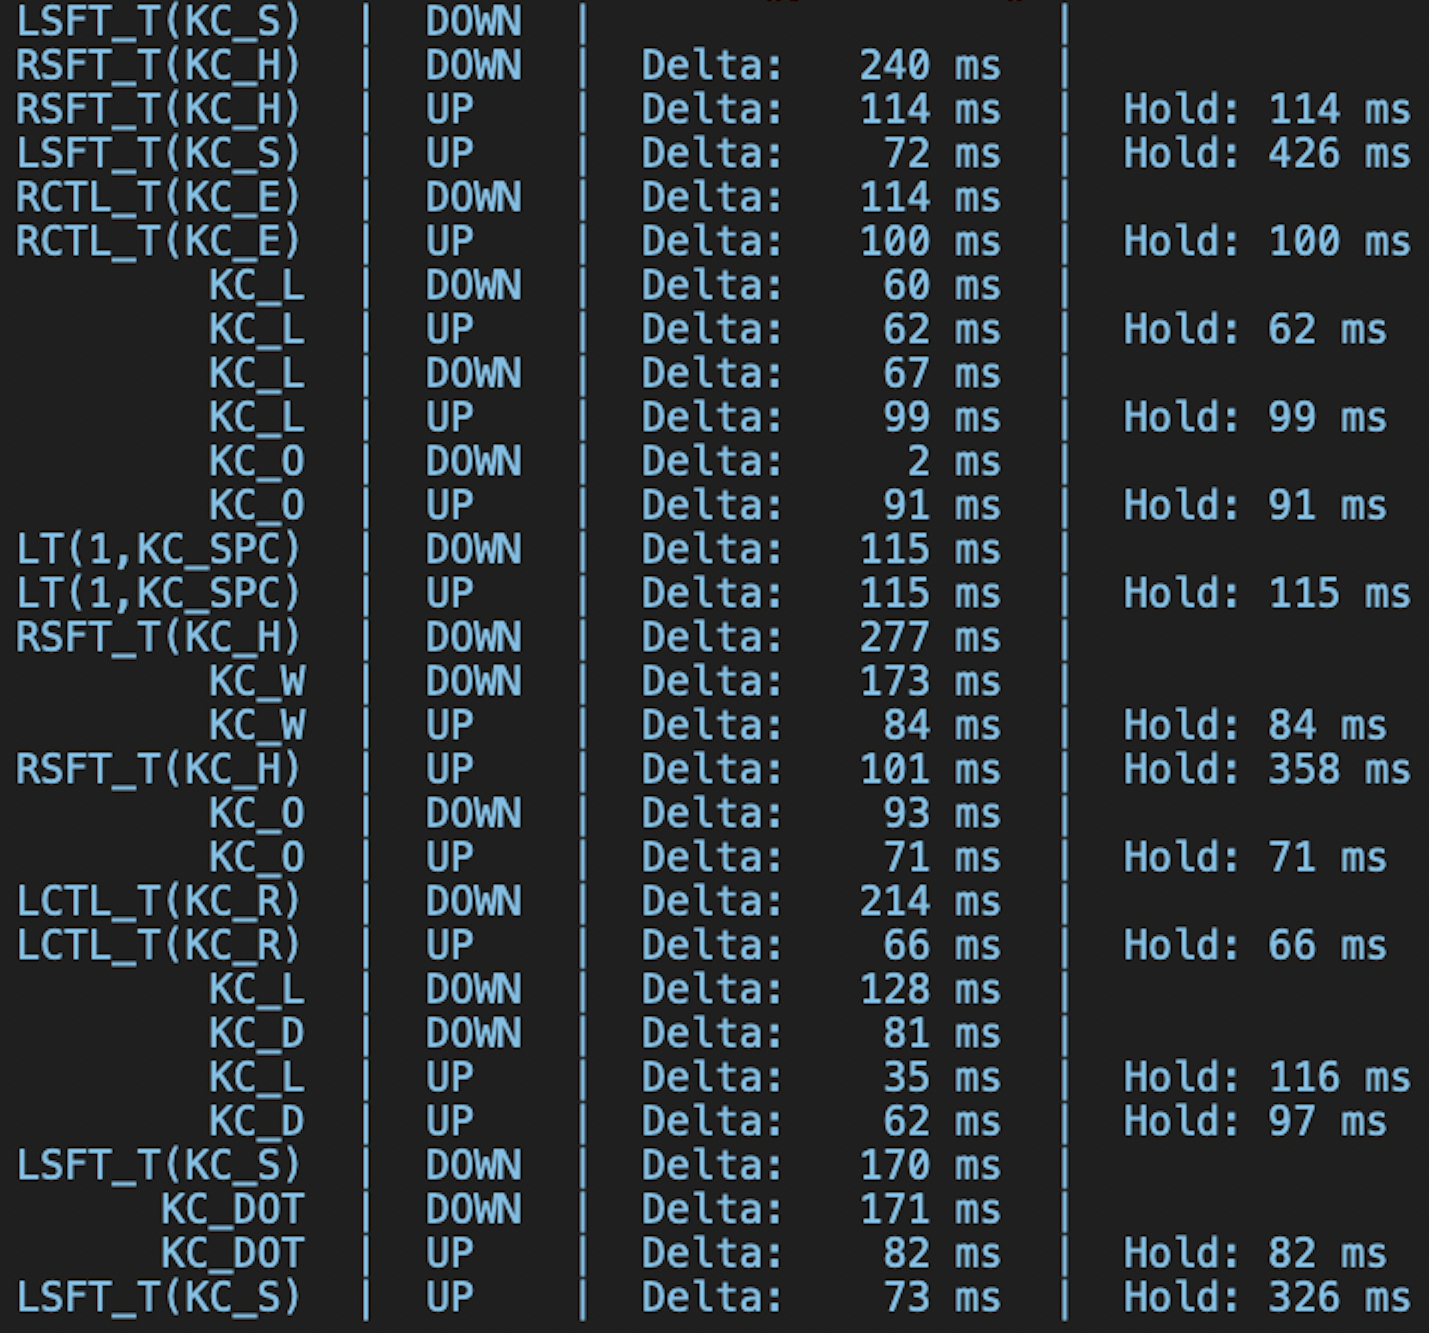 LSFT_T(KC_S) | DOWN | |
RSFT_T(KC_H) | DOWN | Delta: 240 ms |
RSFT_T(KC_H) | UP | Delta: 114 ms | Hold: 114 ms
LSFT_T(KC_S) | UP | Delta: 72 ms | Hold: 426 ms
RCTL_T(KC_E) | DOWN | Delta: 114 ms |
RCTL_T(KC_E) | UP | Delta: 100 ms | Hold: 100 ms
KC_L | DOWN | Delta: 60 ms |
KC_L | UP | Delta: 62 ms | Hold: 62 ms
KC_L | DOWN | Delta: 67 ms |
KC_L | UP | Delta: 99 ms | Hold: 99 ms
KC_O | DOWN | Delta: 2 ms |
KC_O | UP | Delta: 91 ms | Hold: 91 ms
LT(1,KC_SPC) | DOWN | Delta: 115 ms |
LT(1,KC_SPC) | UP | Delta: 115 ms | Hold: 115 ms
RSFT_T(KC_H) | DOWN | Delta: 277 ms |
KC_W | DOWN | Delta: 173 ms |
KC_W | UP | Delta: 84 ms | Hold: 84 ms
RSFT_T(KC_H) | UP | Delta: 101 ms | Hold: 358 ms
KC_O | DOWN | Delta: 93 ms |
KC_O | UP | Delta: 71 ms | Hold: 71 ms
LCTL_T(KC_R) | DOWN | Delta: 214 ms |
LCTL_T(KC_R) | UP | Delta: 66 ms | Hold: 66 ms
KC_L | DOWN | Delta: 128 ms |
KC_D | DOWN | Delta: 81 ms |
KC_L | UP | Delta: 35 ms | Hold: 116 ms
KC_D | UP | Delta: 62 ms | Hold: 97 ms
LSFT_T(KC_S) | DOWN | Delta: 170 ms |
KC_DOT | DOWN | Delta: 171 ms |
KC_DOT | UP | Delta: 82 ms | Hold: 82 ms
LSFT_T(KC_S) | UP | Delta: 73 ms | Hold: 326 ms